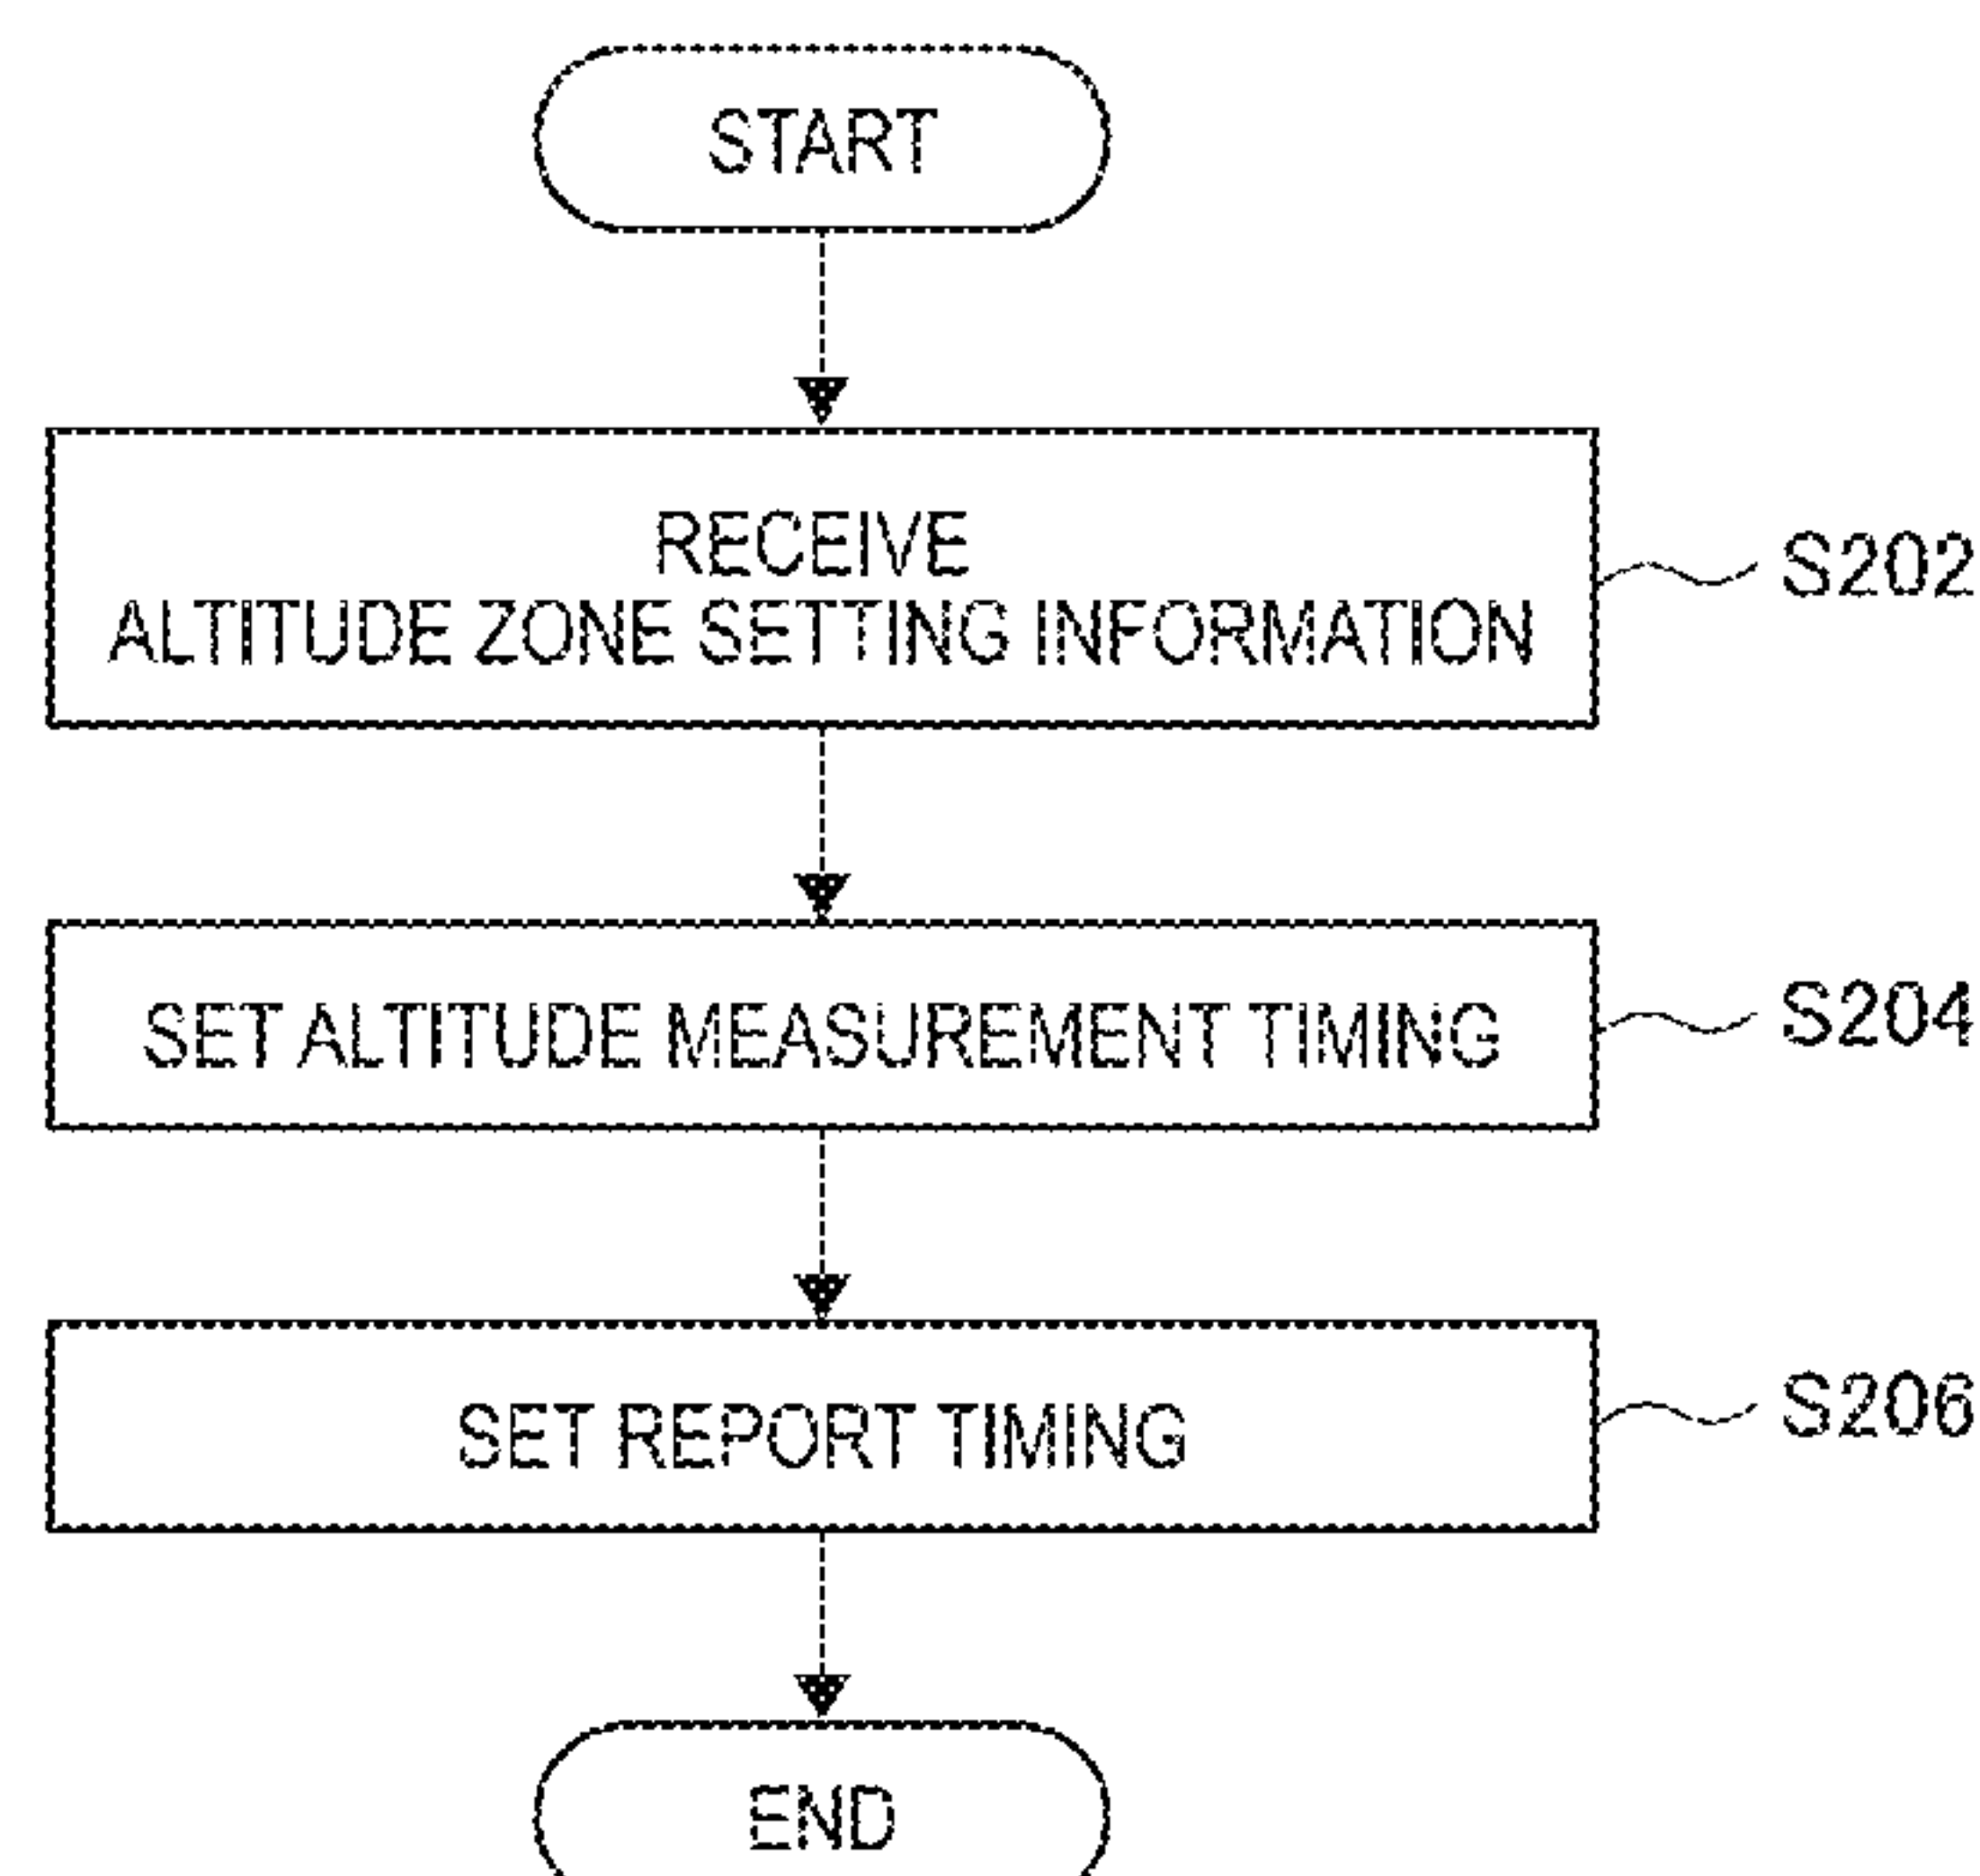 START
RECEIVE
ALTITUDE ZONE SETTING INFORMATION
S202
SET ALTITUDE MEASUREMENT TIMING
S204
SET REPORT TIMING
S206
END